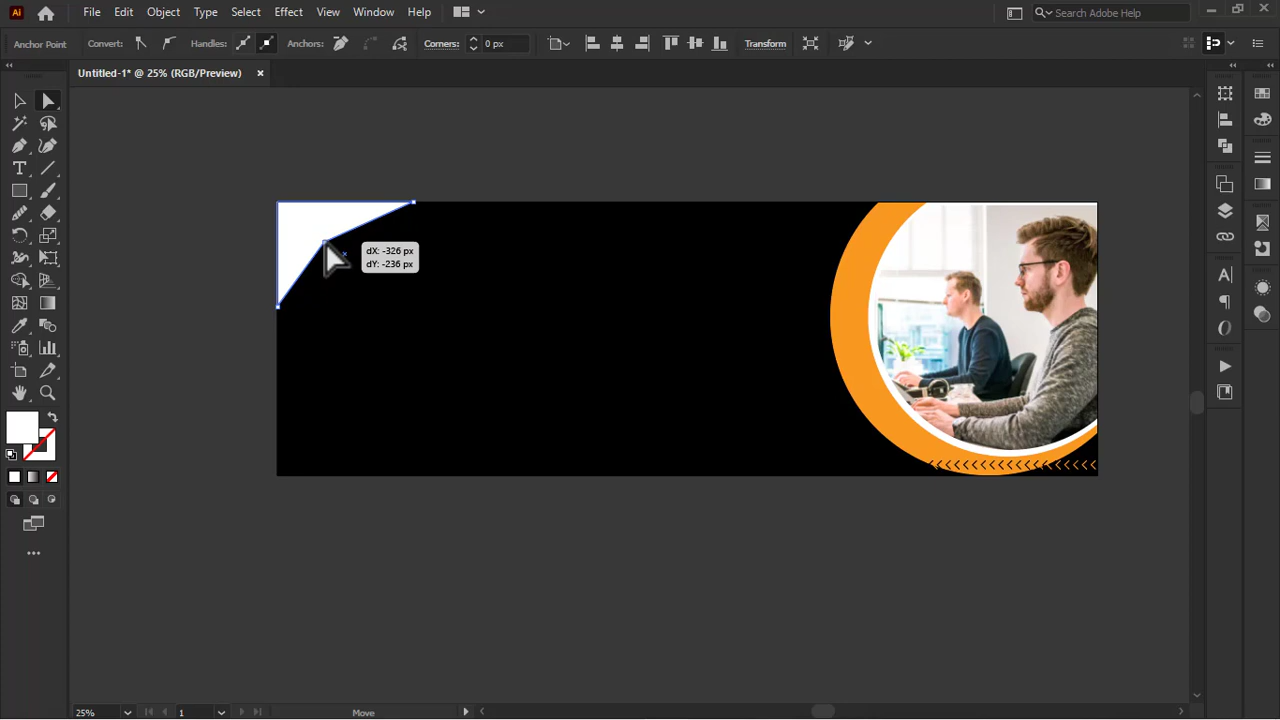 Ai File Edit Object Type Select Effect View Window Help Search Adobe Help
Anchor Point Convert: Handles: Anchors: Corners: 0 px Transform
Untitled-1* @ 25% (RGB/Preview) ×
dX: -326 px
dY: -236 px
25% 1 Move